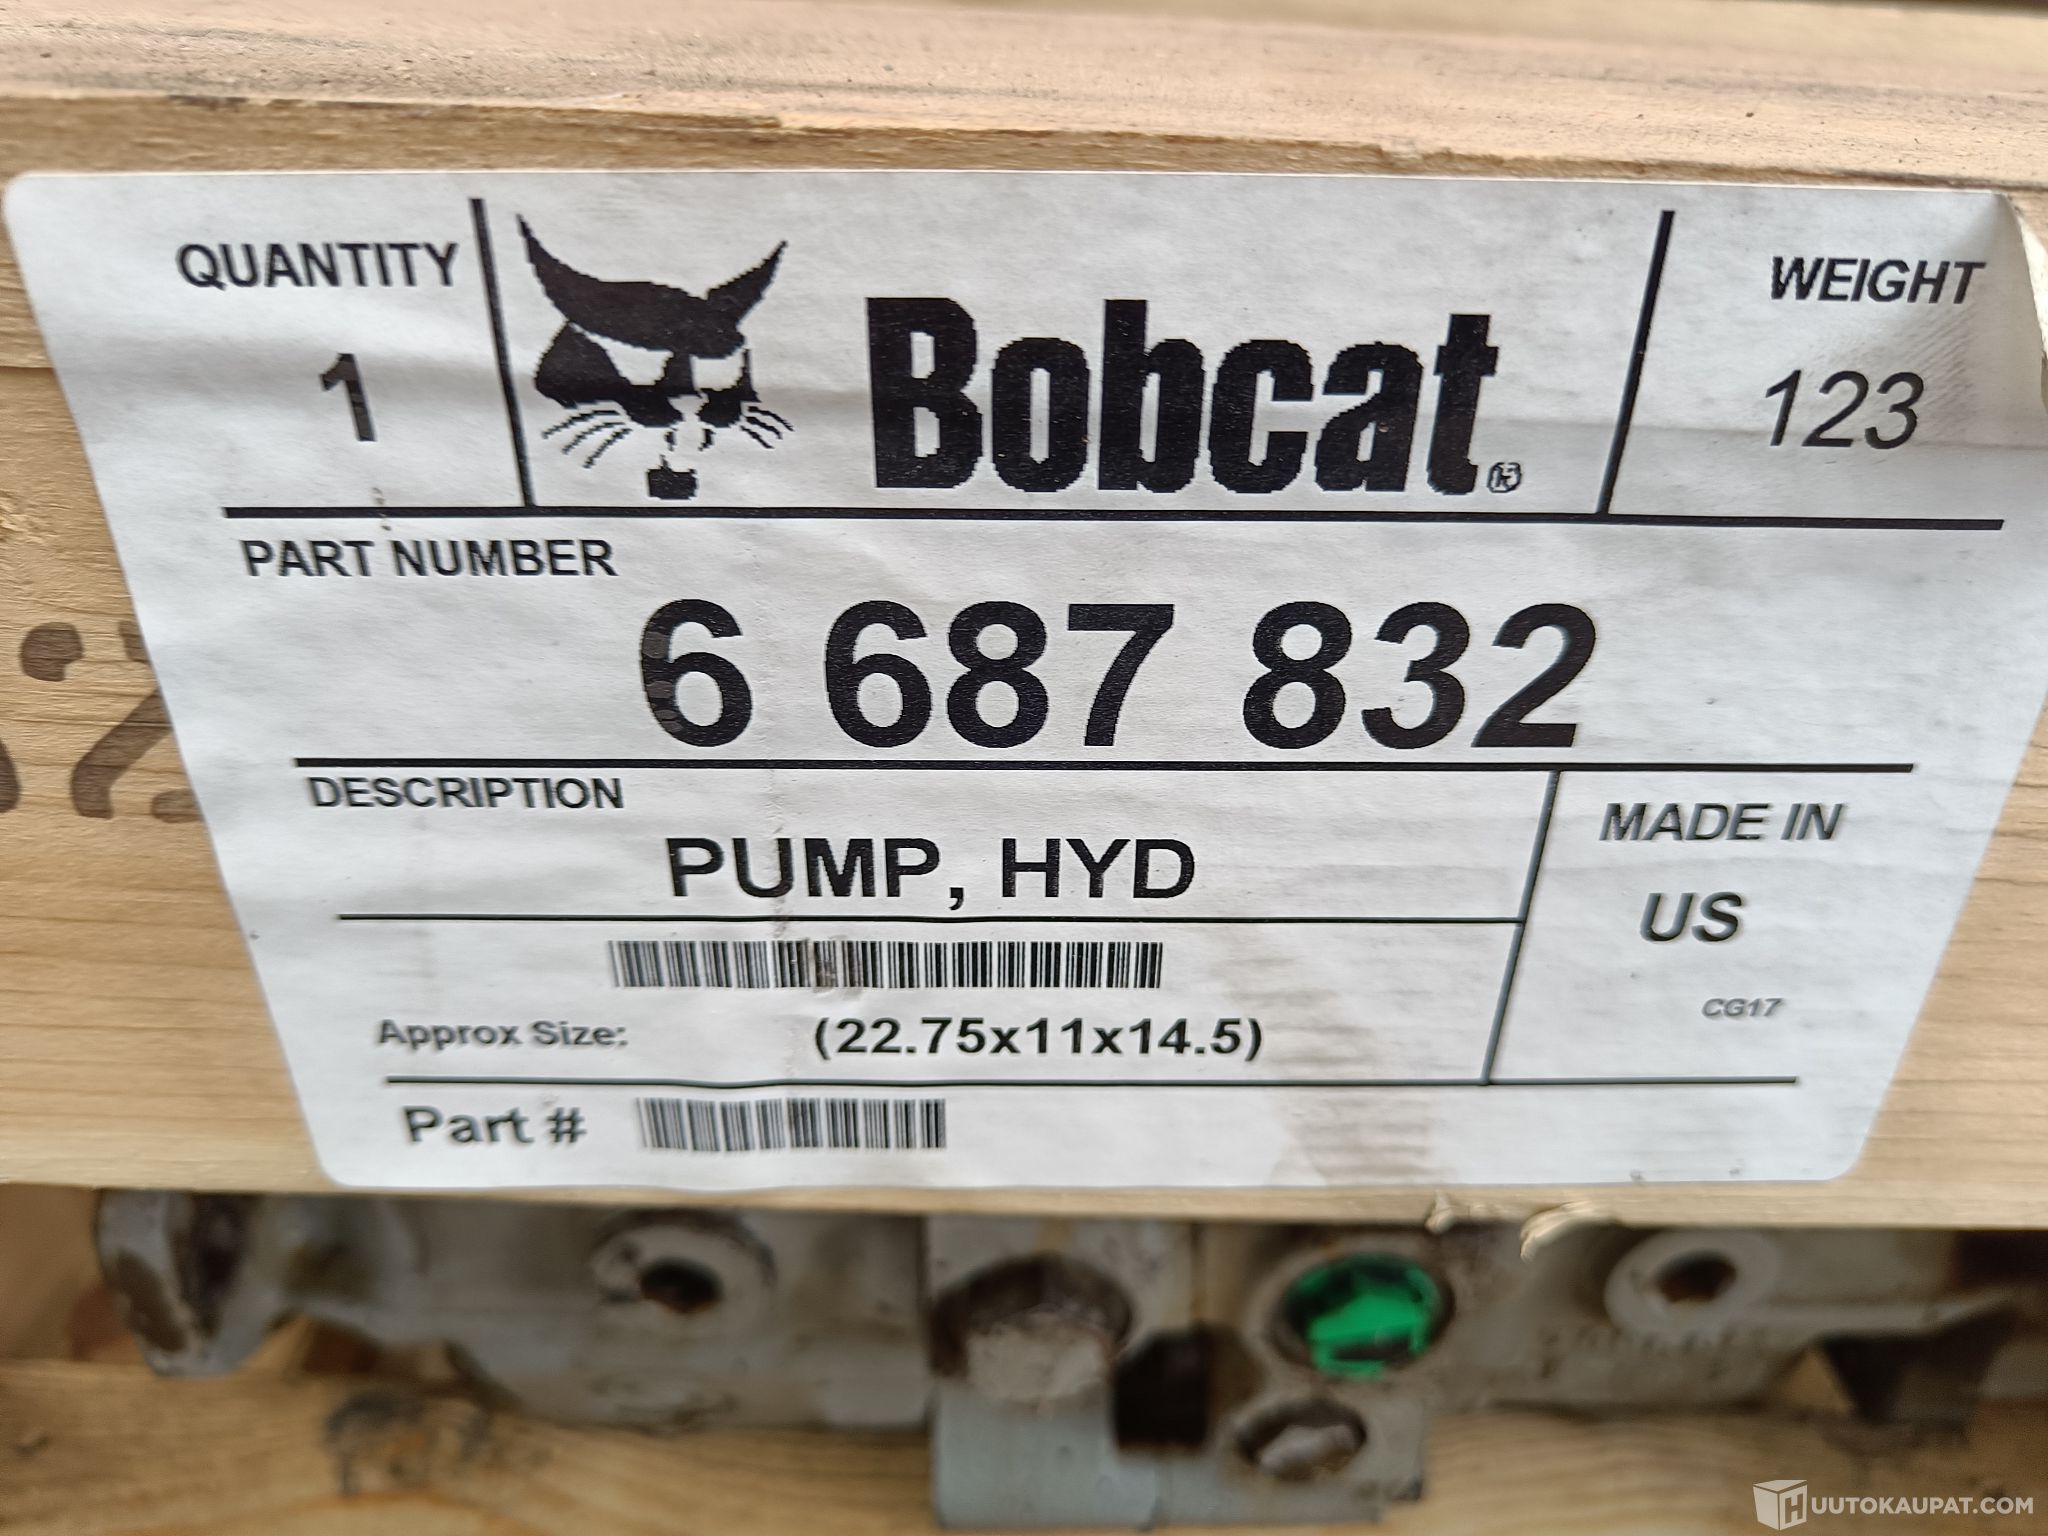 QUANTITY
1
Bobcat
WEIGHT
123
PART NUMBER
6 687 832
DESCRIPTION
PUMP, HYD
MADE IN
US
CG17
Approx Size: (22.75x11x14.5)
Part #
HUUTOKAUPAT.COM